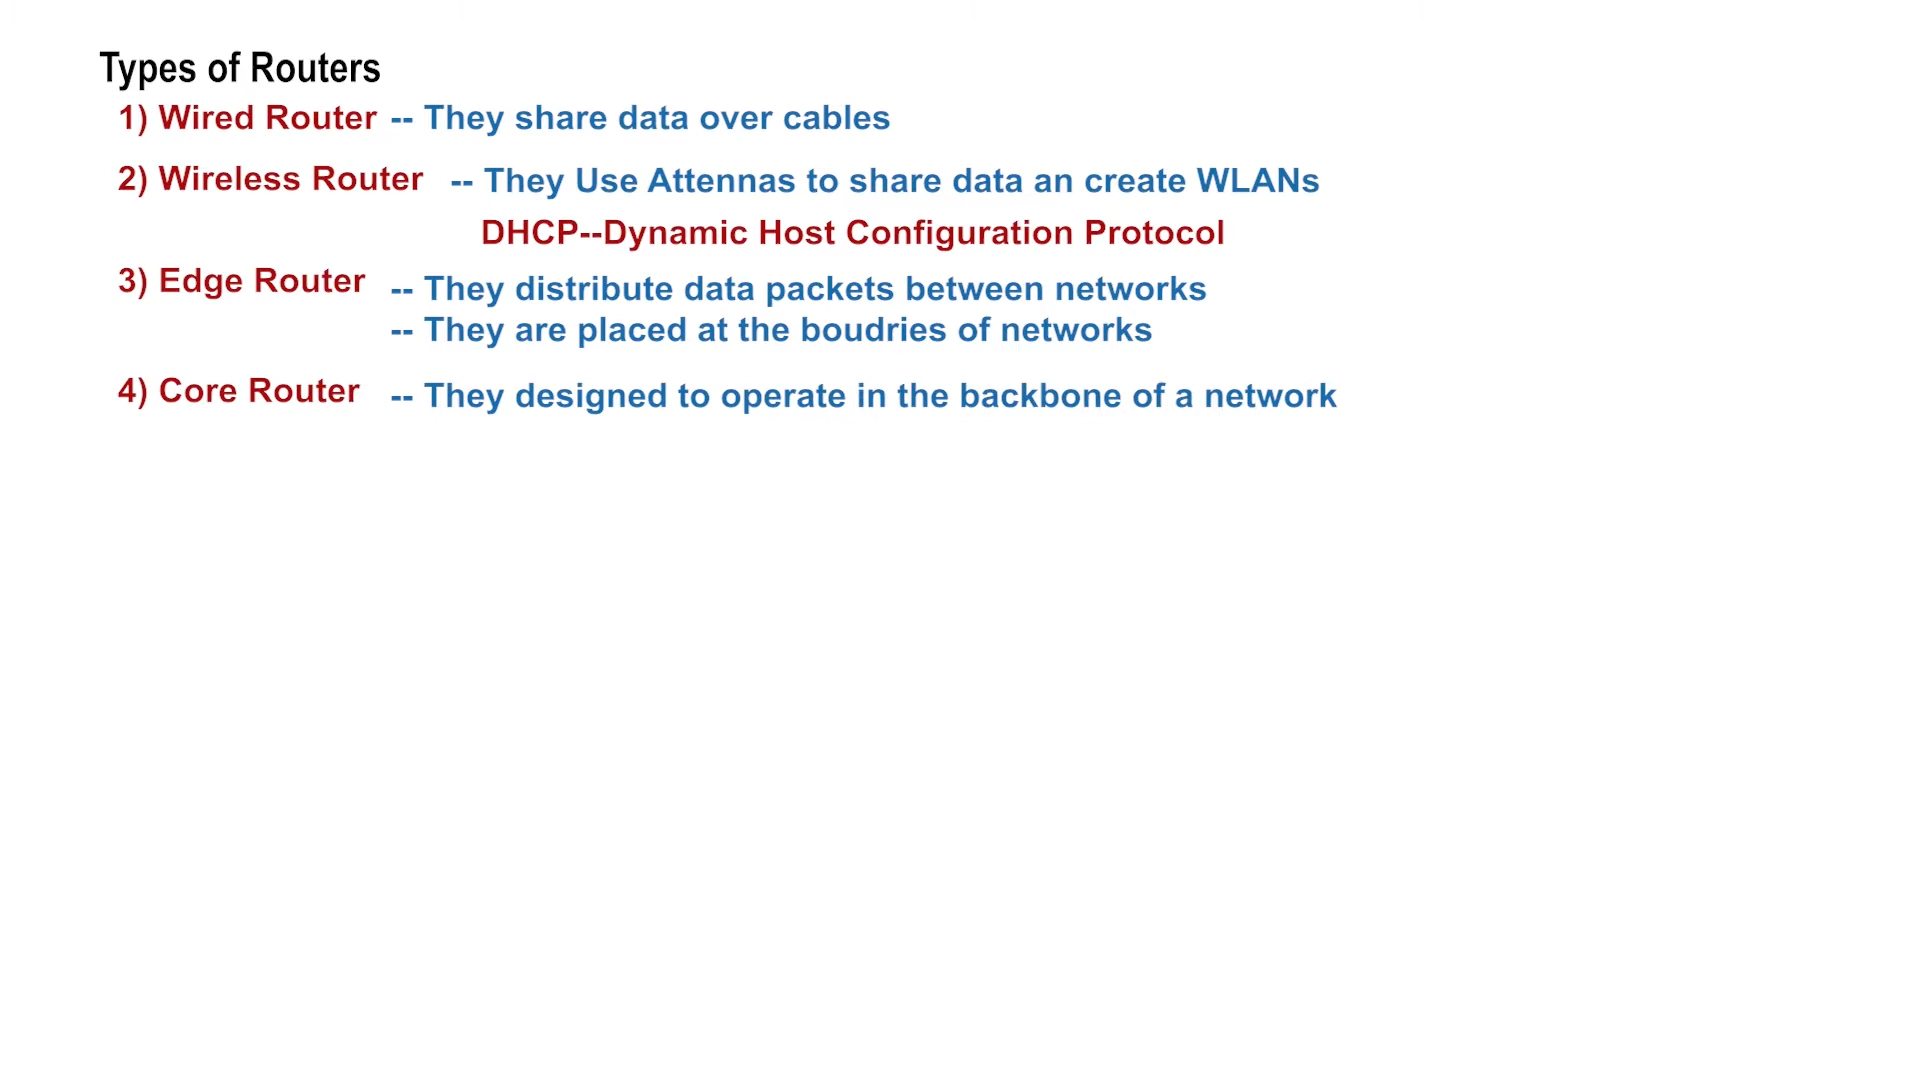 Types of Routers
1) Wired Router -- They share data over cables
2) Wireless Router -- They Use Attennas to share data an create WLANs
DHCP--Dynamic Host Configuration Protocol
3) Edge Router -- They distribute data packets between networks
-- They are placed at the boudries of networks
4) Core Router -- They designed to operate in the backbone of a network